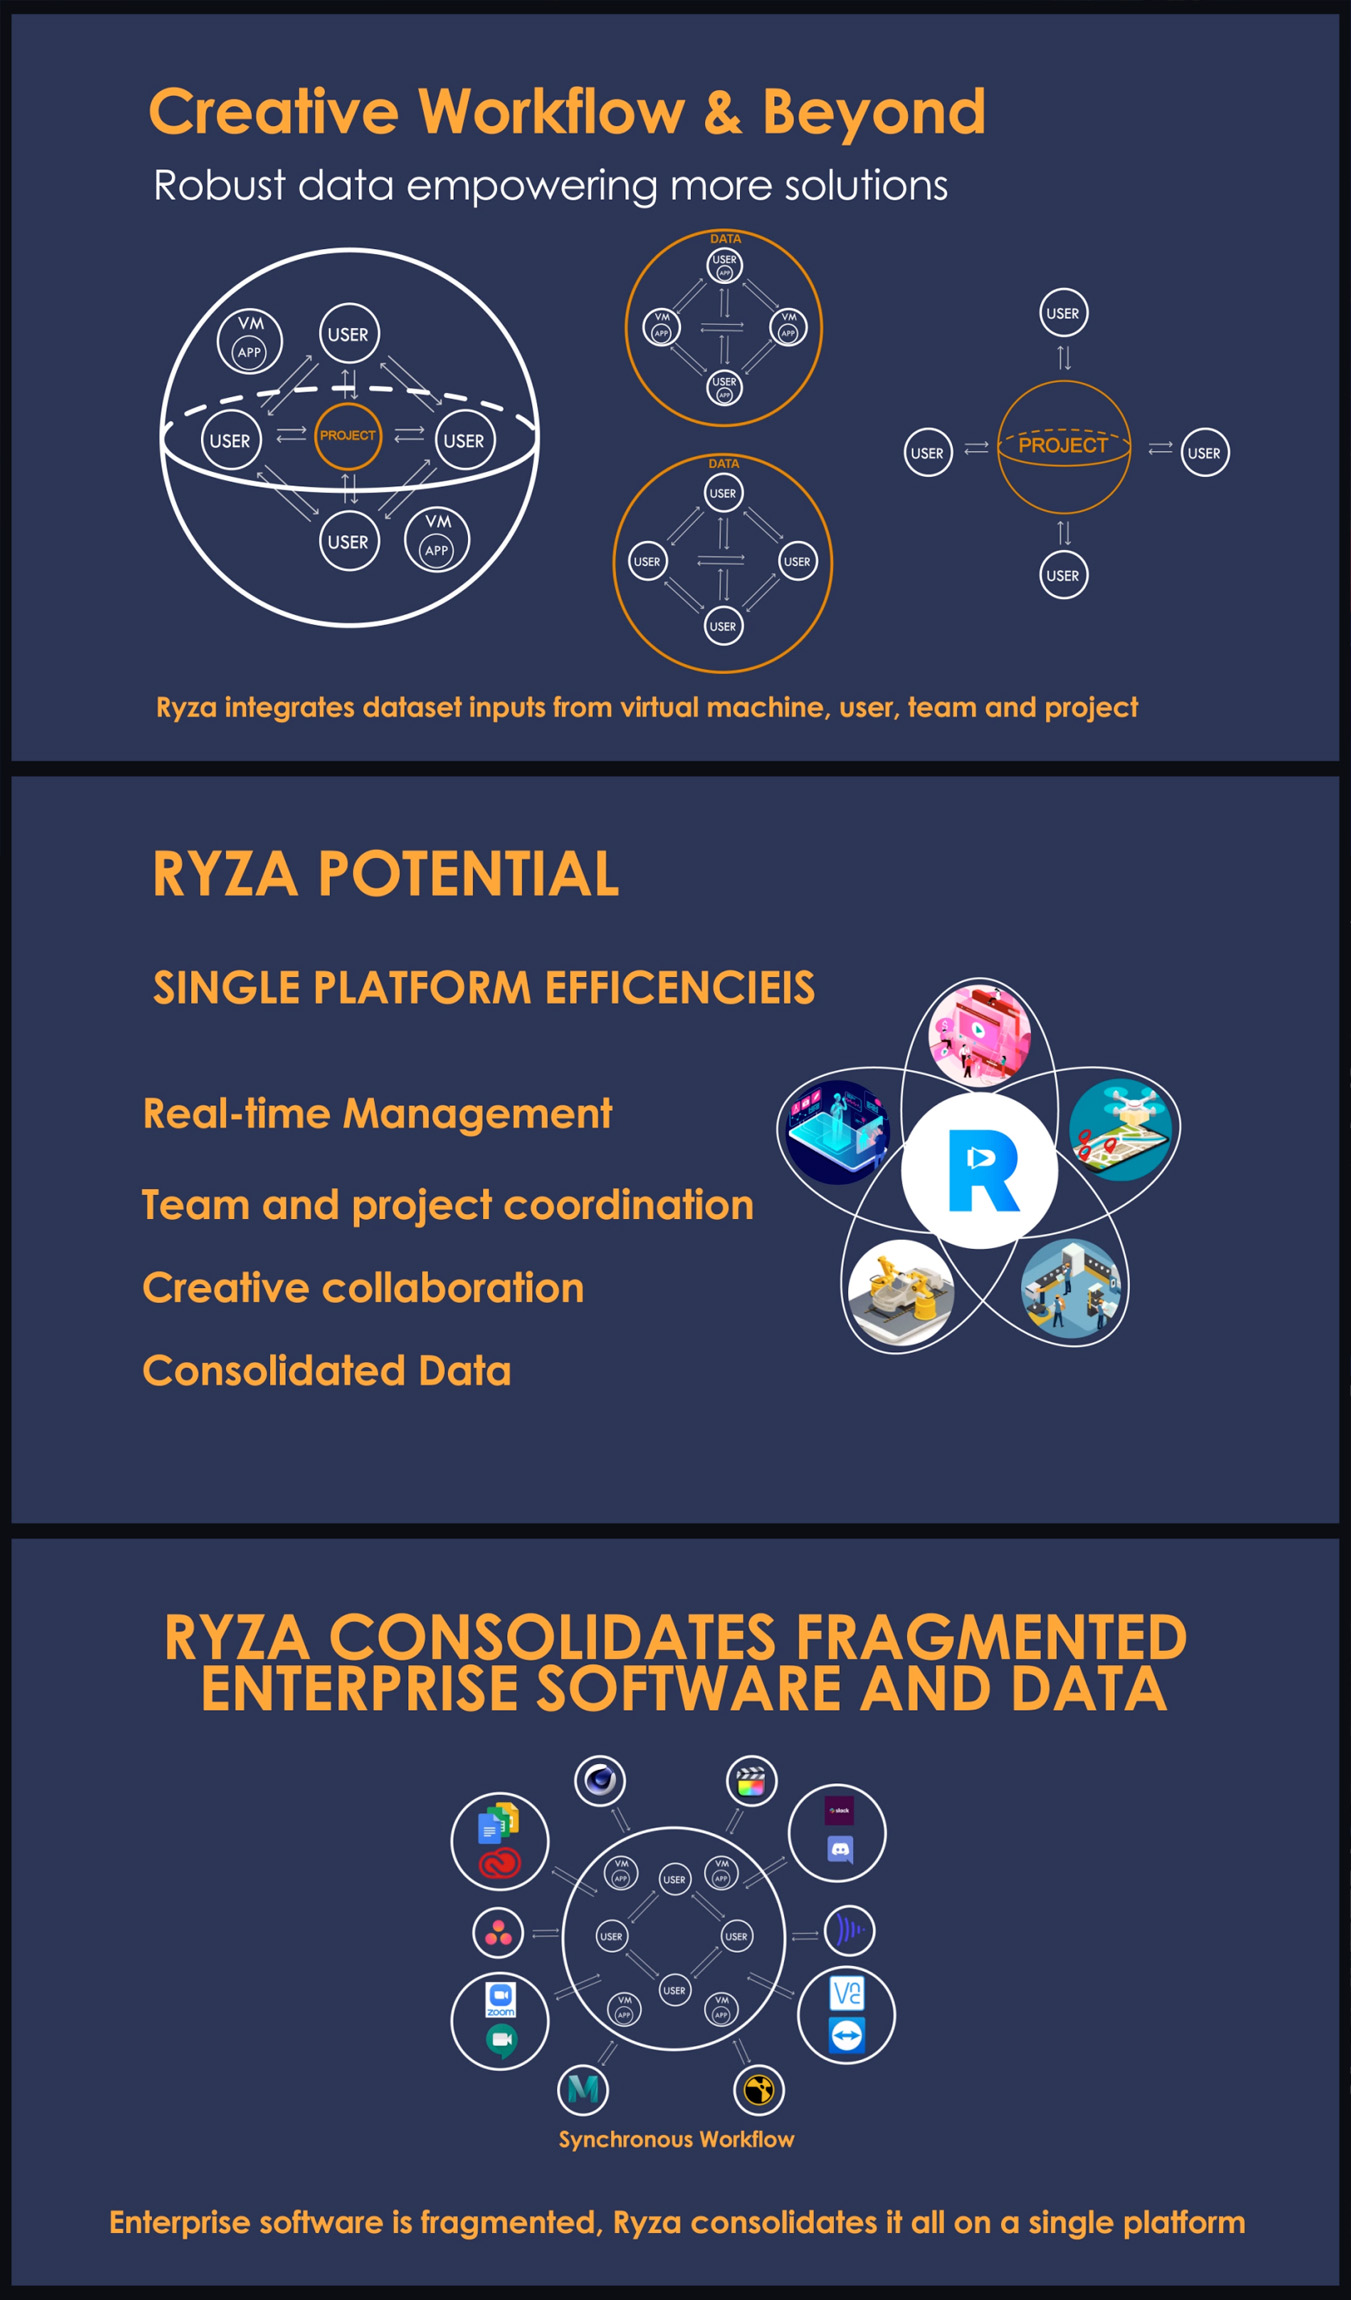 Creative Workflow & Beyond
Robust data empowering more solutions
VM
APP
USER
USER
PROJECT
USER
USER
VM
APP
DATA
USER
APP
VM
APP
VM
APP
USER
APP
DATA
USER
USER
USER
USER
USER
USER
PROJECT
USER
USER
Ryza integrates dataset inputs from virtual machine, user, team and project
RYZA POTENTIAL
SINGLE PLATFORM EFFICENCIEIS
Real-time Management
Team and project coordination
Creative collaboration
Consolidated Data
R
RYZA CONSOLIDATES FRAGMENTED
ENTERPRISE SOFTWARE AND DATA
slack
VM
APP
USER
VM
APP
USER
USER
zoom
VM
APP
USER
VM
APP
VNC
M
Synchronous Workflow
Enterprise software is fragmented, Ryza consolidates it all on a single platform